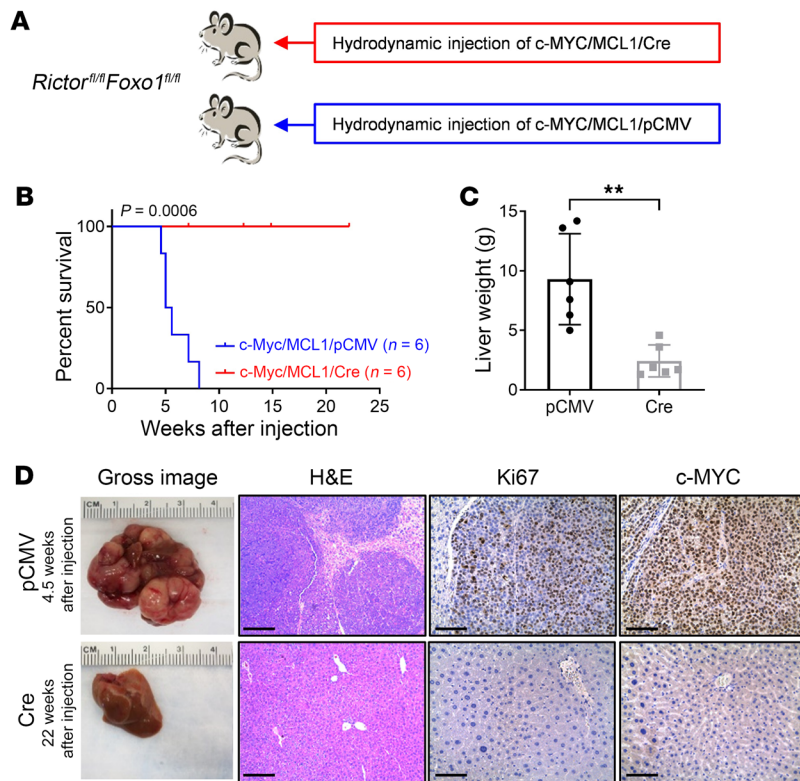 A
Rictorfl/flFoxo1fl/fl
Hydrodynamic injection of c-MYC/MCL1/Cre
Hydrodynamic injection of c-MYC/MCL1/pCMV
B
P = 0.0006
Percent survival
100
50
0
c-Myc/MCL1/pCMV (n = 6)
c-Myc/MCL1/Cre (n = 6)
0 5 10 15 20 25
Weeks after injection
C
**
Liver weight (g)
15
10
5
0
pCMV Cre
D
Gross image H&E Ki67 c-MYC
pCMV
4.5 weeks
after injection
CM 1 2 3 4
Cre
22 weeks
after injection
CM 1 2 3 4